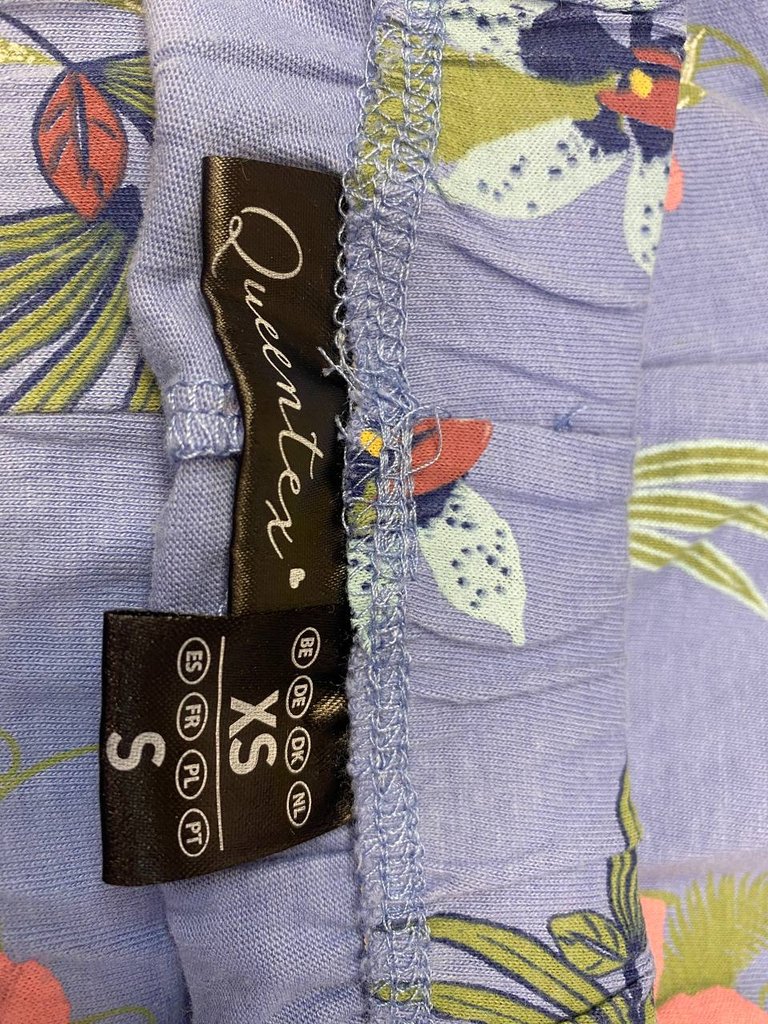 Queentex
BE DE DK NL
XS
ES FR PL PT
S